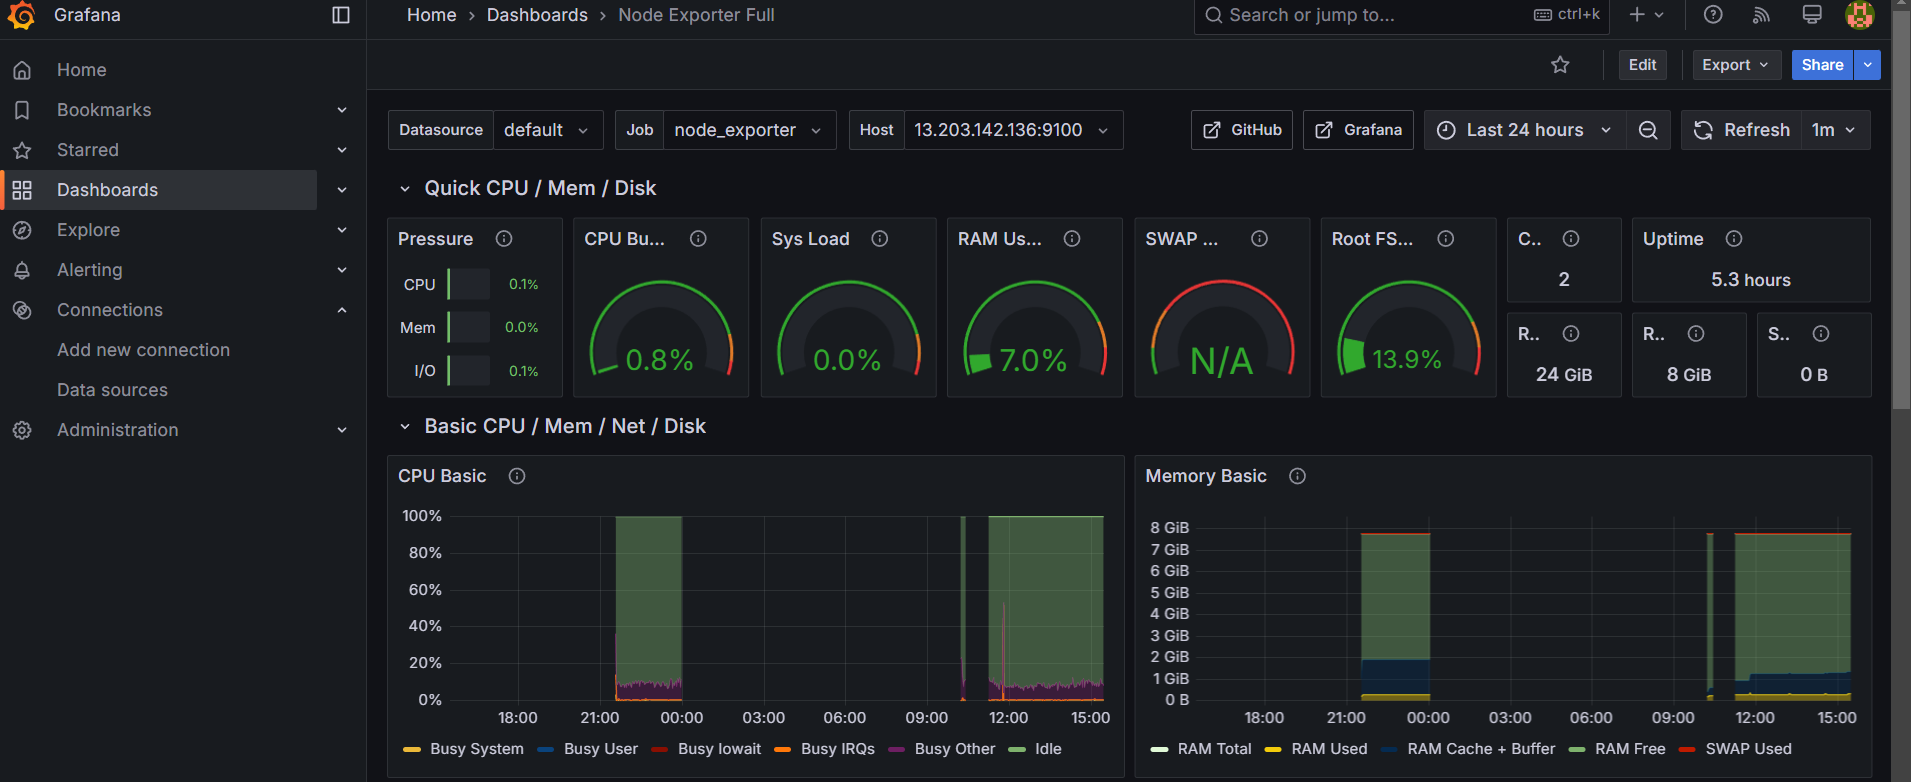 Grafana
Home › Dashboards › Node Exporter Full
Search or jump to...
ctrl+k
Home
Bookmarks
Starred
Dashboards
Explore
Alerting
Connections
Add new connection
Data sources
Administration
Edit
Export
Share
Datasource default
Job node_exporter
Host 13.203.142.136:9100
GitHub
Grafana
Last 24 hours
Refresh 1m
Quick CPU / Mem / Disk
Pressure
CPU 0.1%
Mem 0.0%
I/O 0.1%
CPU Bu...
0.8%
Sys Load
0.0%
RAM Us...
7.0%
SWAP ...
N/A
Root FS...
13.9%
C..
2
Uptime
5.3 hours
R..
24 GiB
R..
8 GiB
S..
0 B
Basic CPU / Mem / Net / Disk
CPU Basic
100%
80%
60%
40%
20%
0%
18:00 21:00 00:00 03:00 06:00 09:00 12:00 15:00
Busy System Busy User Busy Iowait Busy IRQs Busy Other Idle
Memory Basic
8 GiB
7 GiB
6 GiB
5 GiB
4 GiB
3 GiB
2 GiB
1 GiB
0 B
18:00 21:00 00:00 03:00 06:00 09:00 12:00 15:00
RAM Total RAM Used RAM Cache + Buffer RAM Free SWAP Used